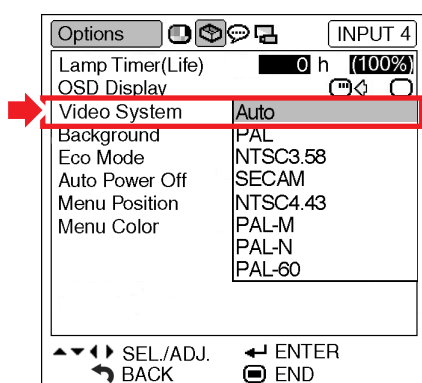 Options INPUT 4
Lamp Timer(Life) 0 h (100%)
OSD Display
Video System Auto
Background PAL
Eco Mode NTSC3.58
Auto Power Off SECAM
Menu Position NTSC4.43
Menu Color PAL-M
PAL-N
PAL-60
SEL./ADJ. ENTER
BACK END